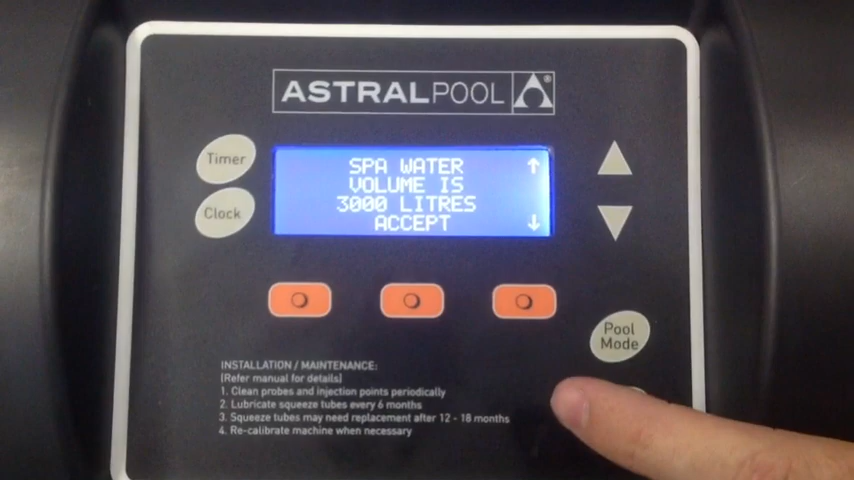 ASTRALPOOL
Timer
SPA WATER
VOLUME IS
3000 LITRES
ACCEPT
Clock
Pool
Mode
INSTALLATION / MAINTENANCE:
(Refer manual for details)
1. Clean probes and injection points periodically
2. Lubricate squeeze tubes every 6 months
3. Squeeze tubes may need replacement after 12 - 18 months
4. Re-calibrate machine when necessary